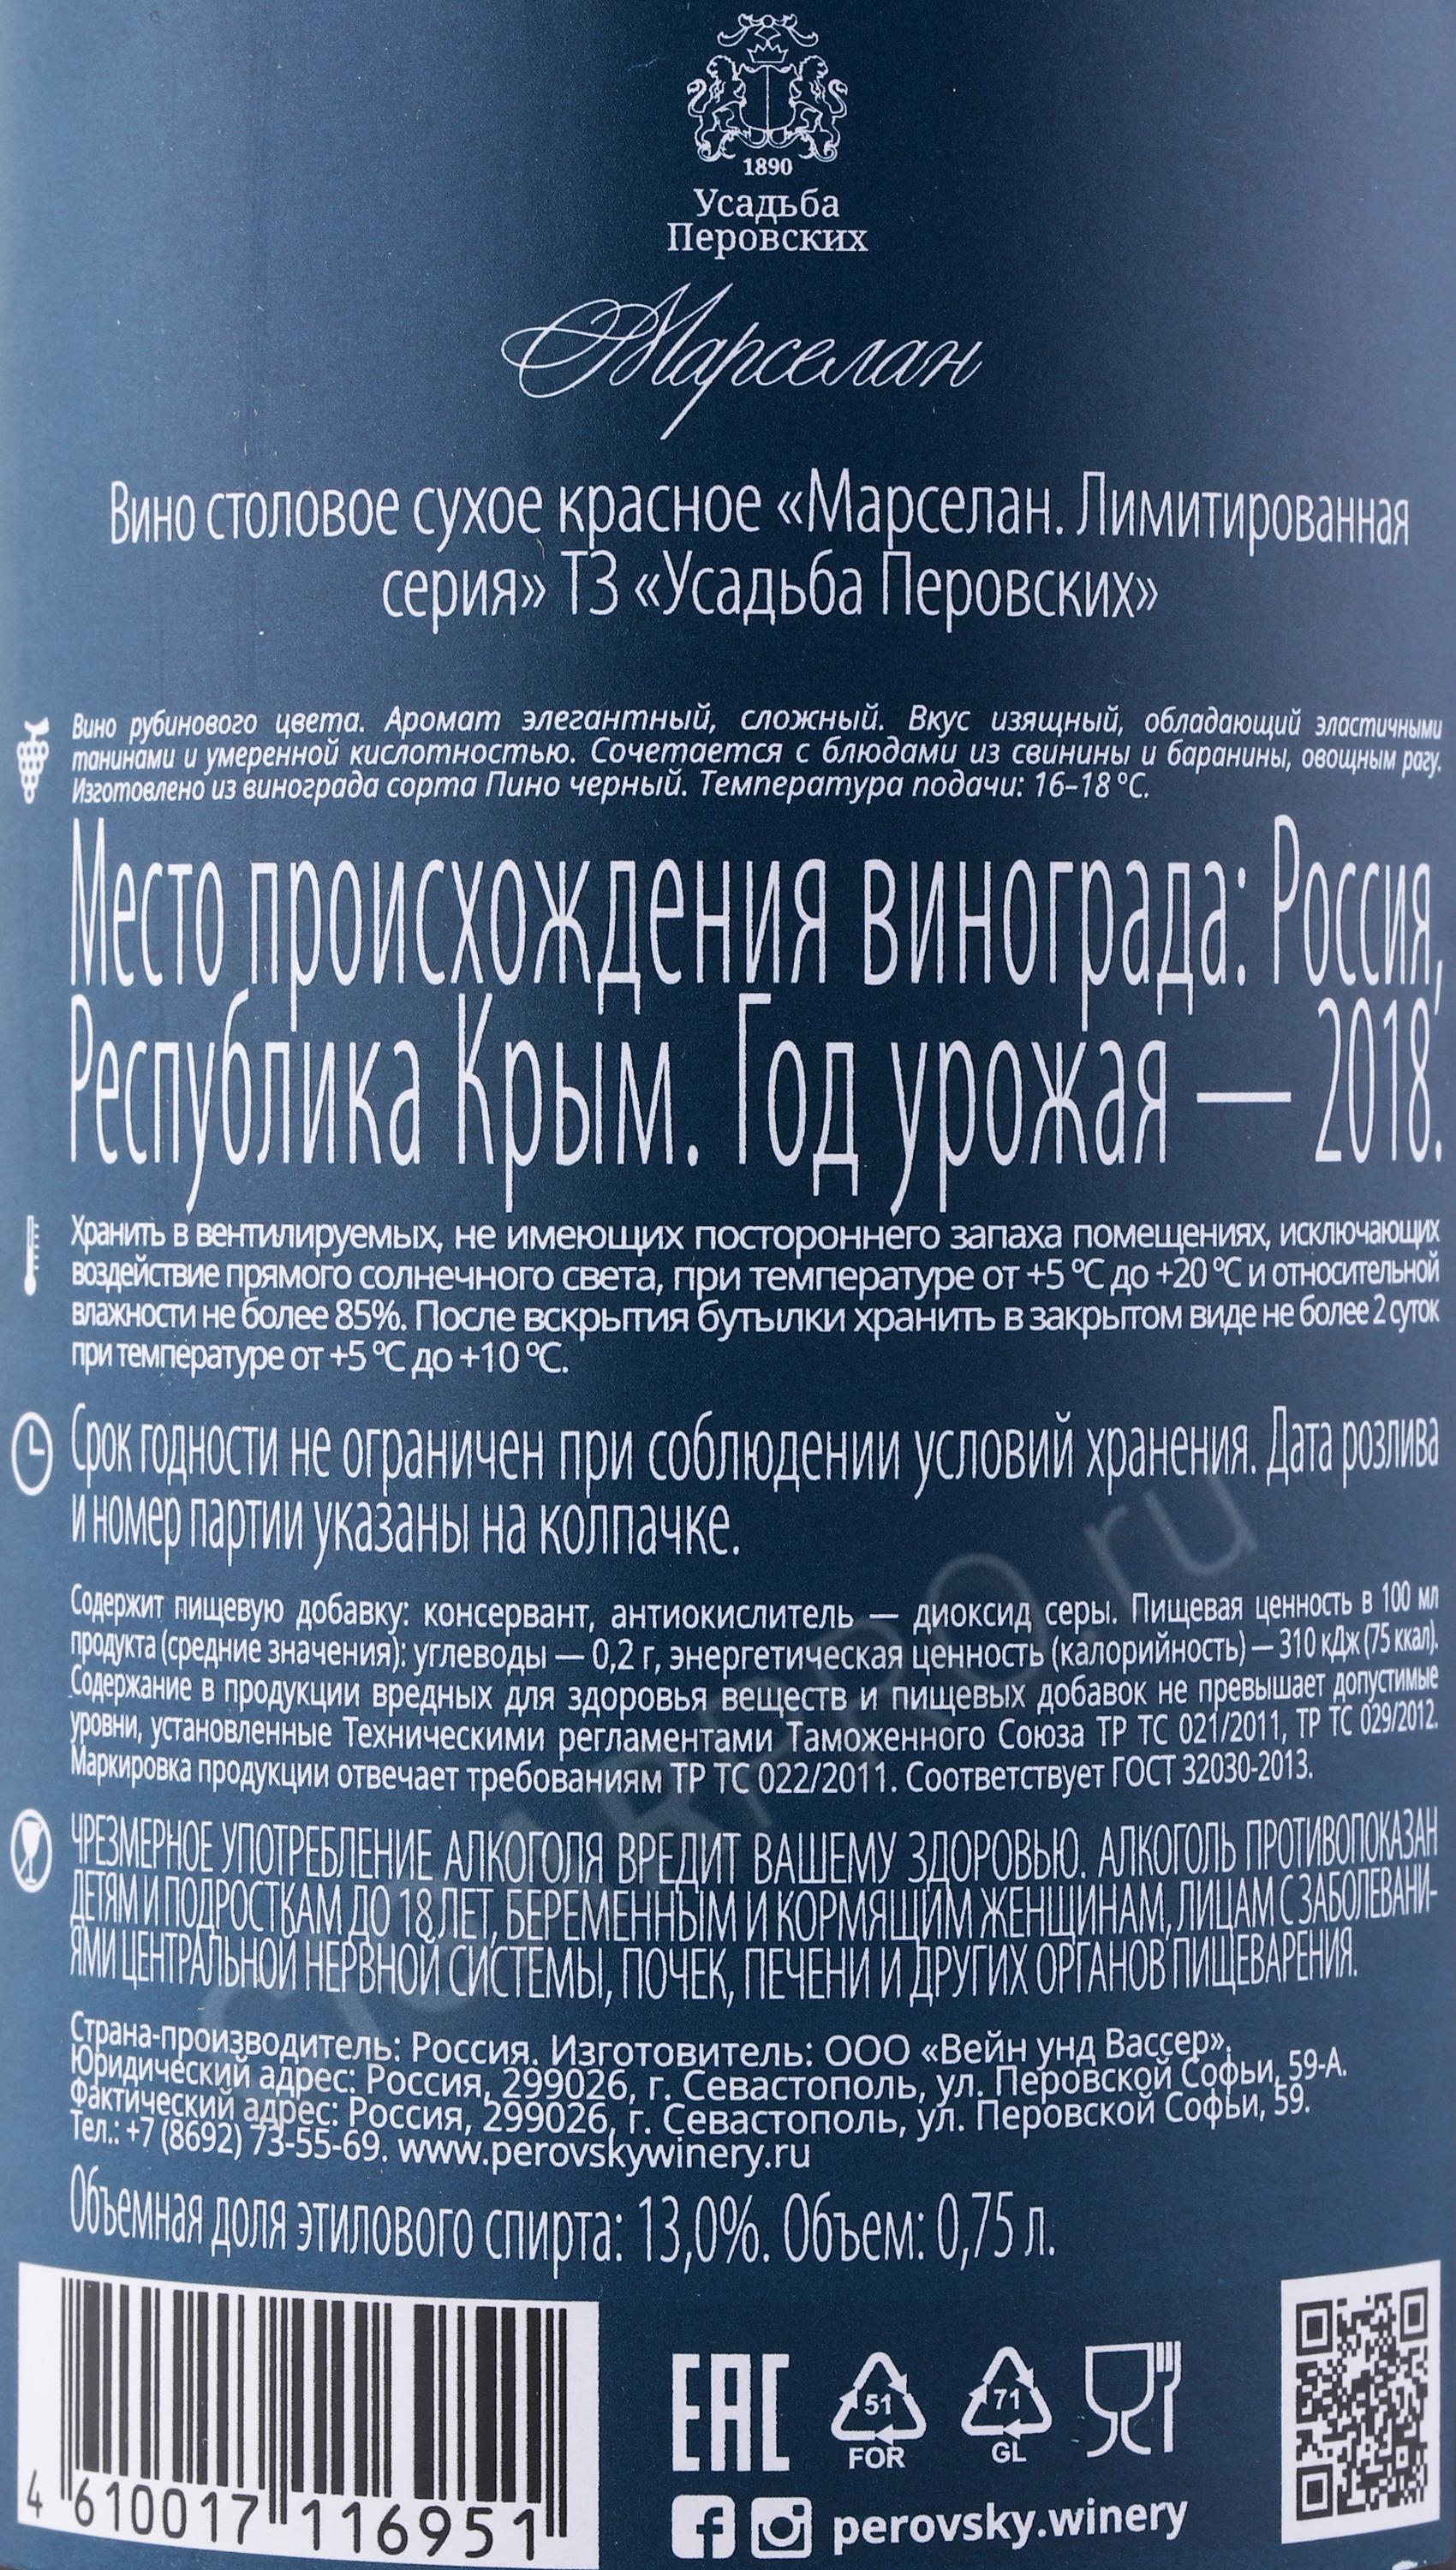 1890
Усадьба
Перовских
Марселан
Вино столовое сухое красное «Марселан. Лимитированная
серия» ТЗ «Усадьба Перовских»
Вино рубинового цвета. Аромат элегантный, сложный. Вкус изящный, обладающий эластичными
танинами и умеренной кислотностью. Сочетается с блюдами из свинины и баранины, овощным рагу.
Изготовлено из винограда сорта Пино черный. Температура подачи: 16–18 °С.
Место происхождения винограда: Россия,
Республика Крым. Год урожая — 2018.
Хранить в вентилируемых, не имеющих постороннего запаха помещениях, исключающих
воздействие прямого солнечного света, при температуре от +5 °С до +20 °С и относительной
влажности не более 85%. После вскрытия бутылки хранить в закрытом виде не более 2 суток
при температуре от +5 °С до +10 °С.
Срок годности не ограничен при соблюдении условий хранения. Дата розлива
и номер партии указаны на колпачке.
Содержит пищевую добавку: консервант, антиокислитель — диоксид серы. Пищевая ценность в 100 мл
продукта (средние значения): углеводы — 0,2 г, энергетическая ценность (калорийность) — 310 кДж (75 ккал).
Содержание в продукции вредных для здоровья веществ и пищевых добавок не превышает допустимые
уровни, установленные Техническими регламентами Таможенного Союза ТР ТС 021/2011, ТР ТС 029/2012.
Маркировка продукции отвечает требованиям ТР ТС 022/2011. Соответствует ГОСТ 32030-2013.
ЧРЕЗМЕРНОЕ УПОТРЕБЛЕНИЕ АЛКОГОЛЯ ВРЕДИТ ВАШЕМУ ЗДОРОВЬЮ. АЛКОГОЛЬ ПРОТИВОПОКАЗАН
ДЕТЯМ И ПОДРОСТКАМ ДО 18 ЛЕТ, БЕРЕМЕННЫМ И КОРМЯЩИМ ЖЕНЩИНАМ, ЛИЦАМ С ЗАБОЛЕВАНИ-
ЯМИ ЦЕНТРАЛЬНОЙ НЕРВНОЙ СИСТЕМЫ, ПОЧЕК, ПЕЧЕНИ И ДРУГИХ ОРГАНОВ ПИЩЕВАРЕНИЯ.
Страна-производитель: Россия. Изготовитель: ООО «Вейн унд Вассер».
Юридический адрес: Россия, 299026, г. Севастополь, ул. Перовской Софьи, 59-А.
Фактический адрес: Россия, 299026, г. Севастополь, ул. Перовской Софьи, 59.
Тел.: +7 (8692) 73-55-69. www.perovskywinery.ru
Объемная доля этилового спирта: 13,0%. Объем: 0,75 л.
4 610017 116951
EAC
51
FOR
71
GL
perovsky.winery
CIGARPRO.ru